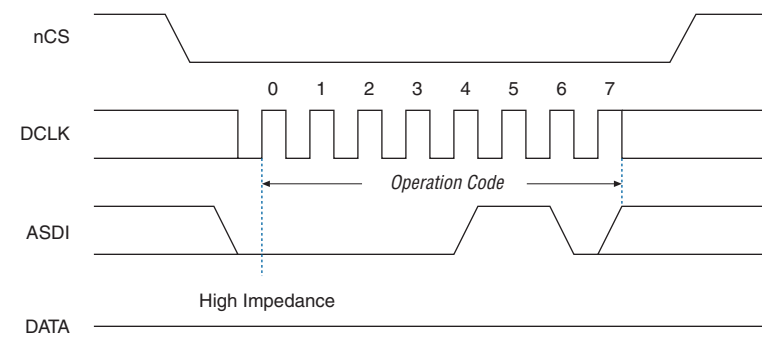 nCS
0 1 2 3 4 5 6 7
DCLK
Operation Code
ASDI
High Impedance
DATA